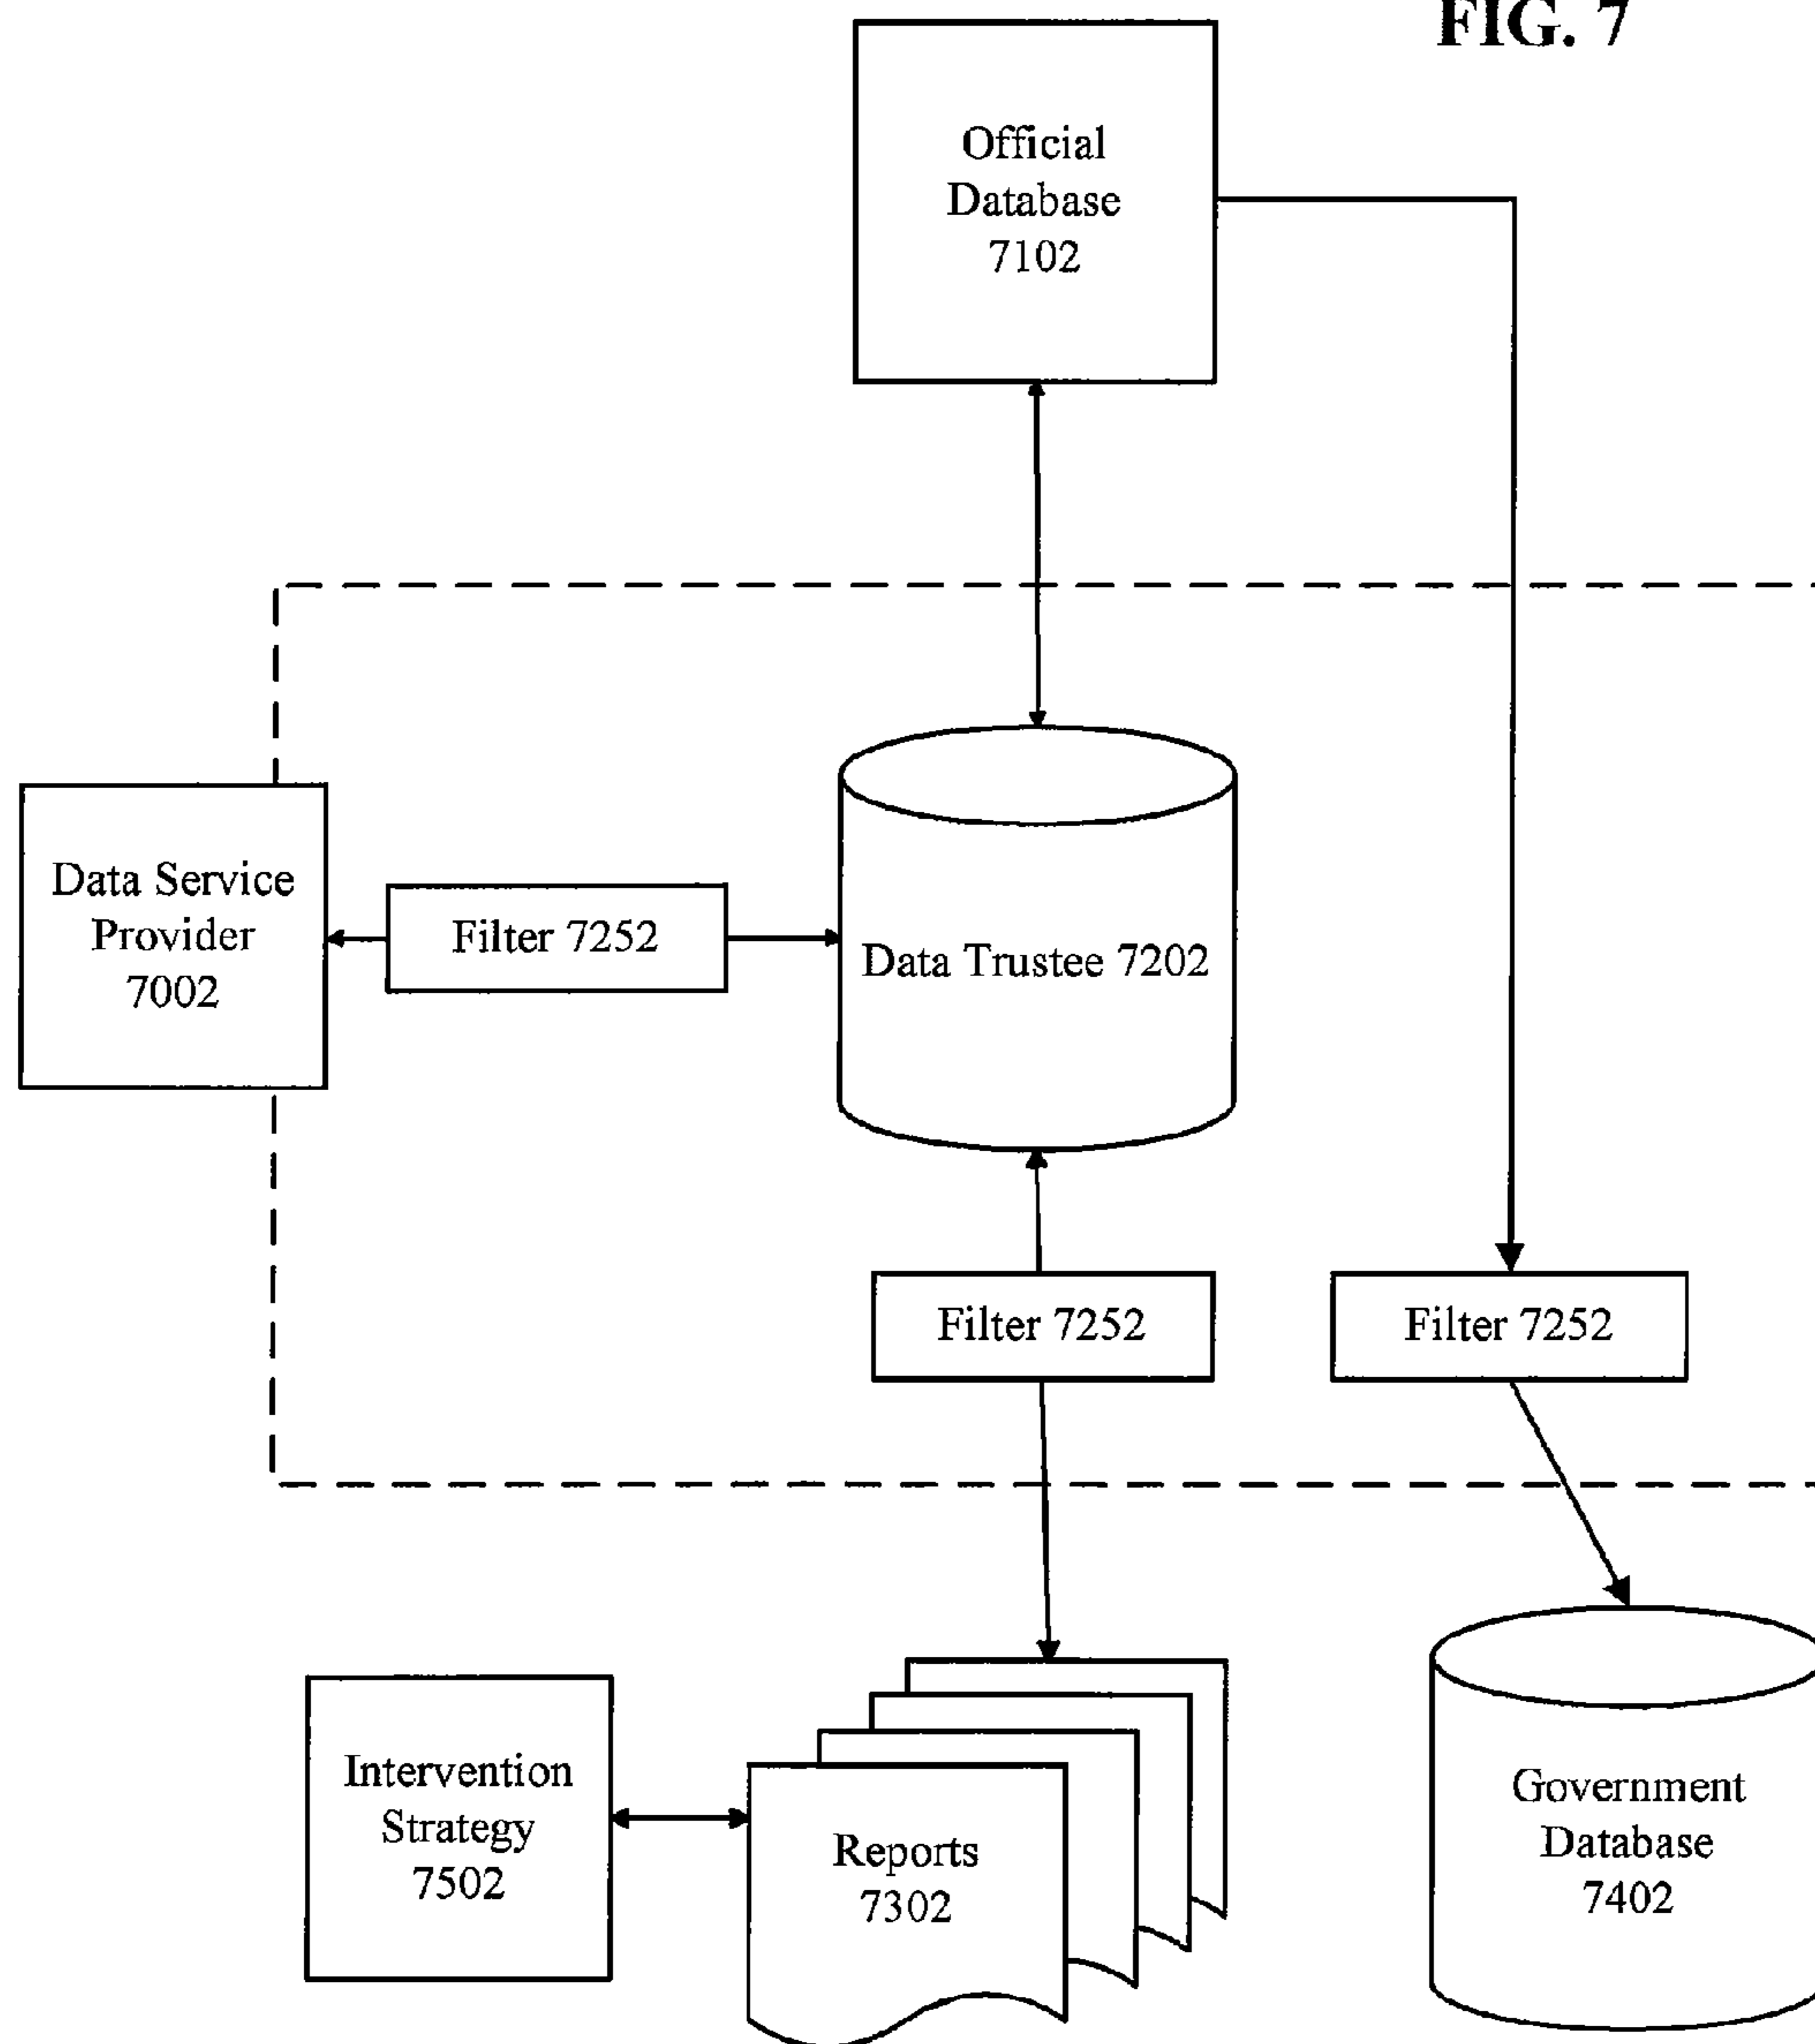 FIG. 7
Official
Database
7102
Data Service
Provider
7002
Filter 7252
Data Trustee 7202
Filter 7252
Filter 7252
Intervention
Strategy
7502
Reports
7302
Government
Database
7402